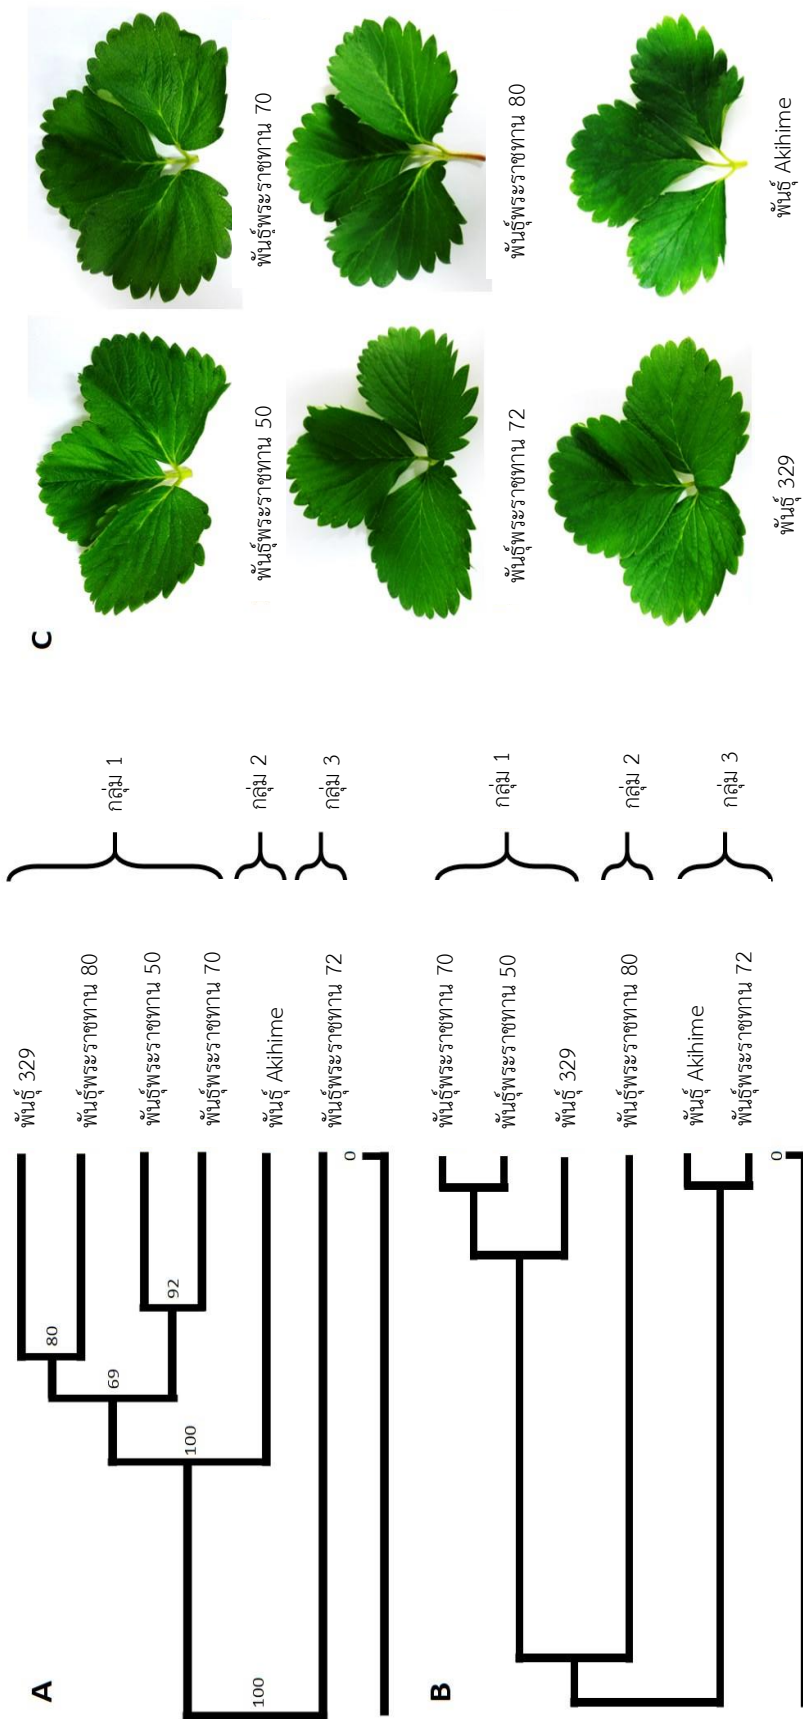 A
พันธุ์ 329
พันธุ์พระราชทาน 80
พันธุ์พระราชทาน 50
พันธุ์พระราชทาน 70
พันธุ์ Akihime
พันธุ์พระราชทาน 72
80
92
69
100
100
0
กลุ่ม 1
กลุ่ม 2
กลุ่ม 3
B
พันธุ์พระราชทาน 70
พันธุ์พระราชทาน 50
พันธุ์ 329
พันธุ์พระราชทาน 80
พันธุ์ Akihime
พันธุ์พระราชทาน 72
0
กลุ่ม 1
กลุ่ม 2
กลุ่ม 3
C
พันธุ์พระราชทาน 50
พันธุ์พระราชทาน 70
พันธุ์พระราชทาน 72
พันธุ์พระราชทาน 80
พันธุ์ 329
พันธุ์ Akihime